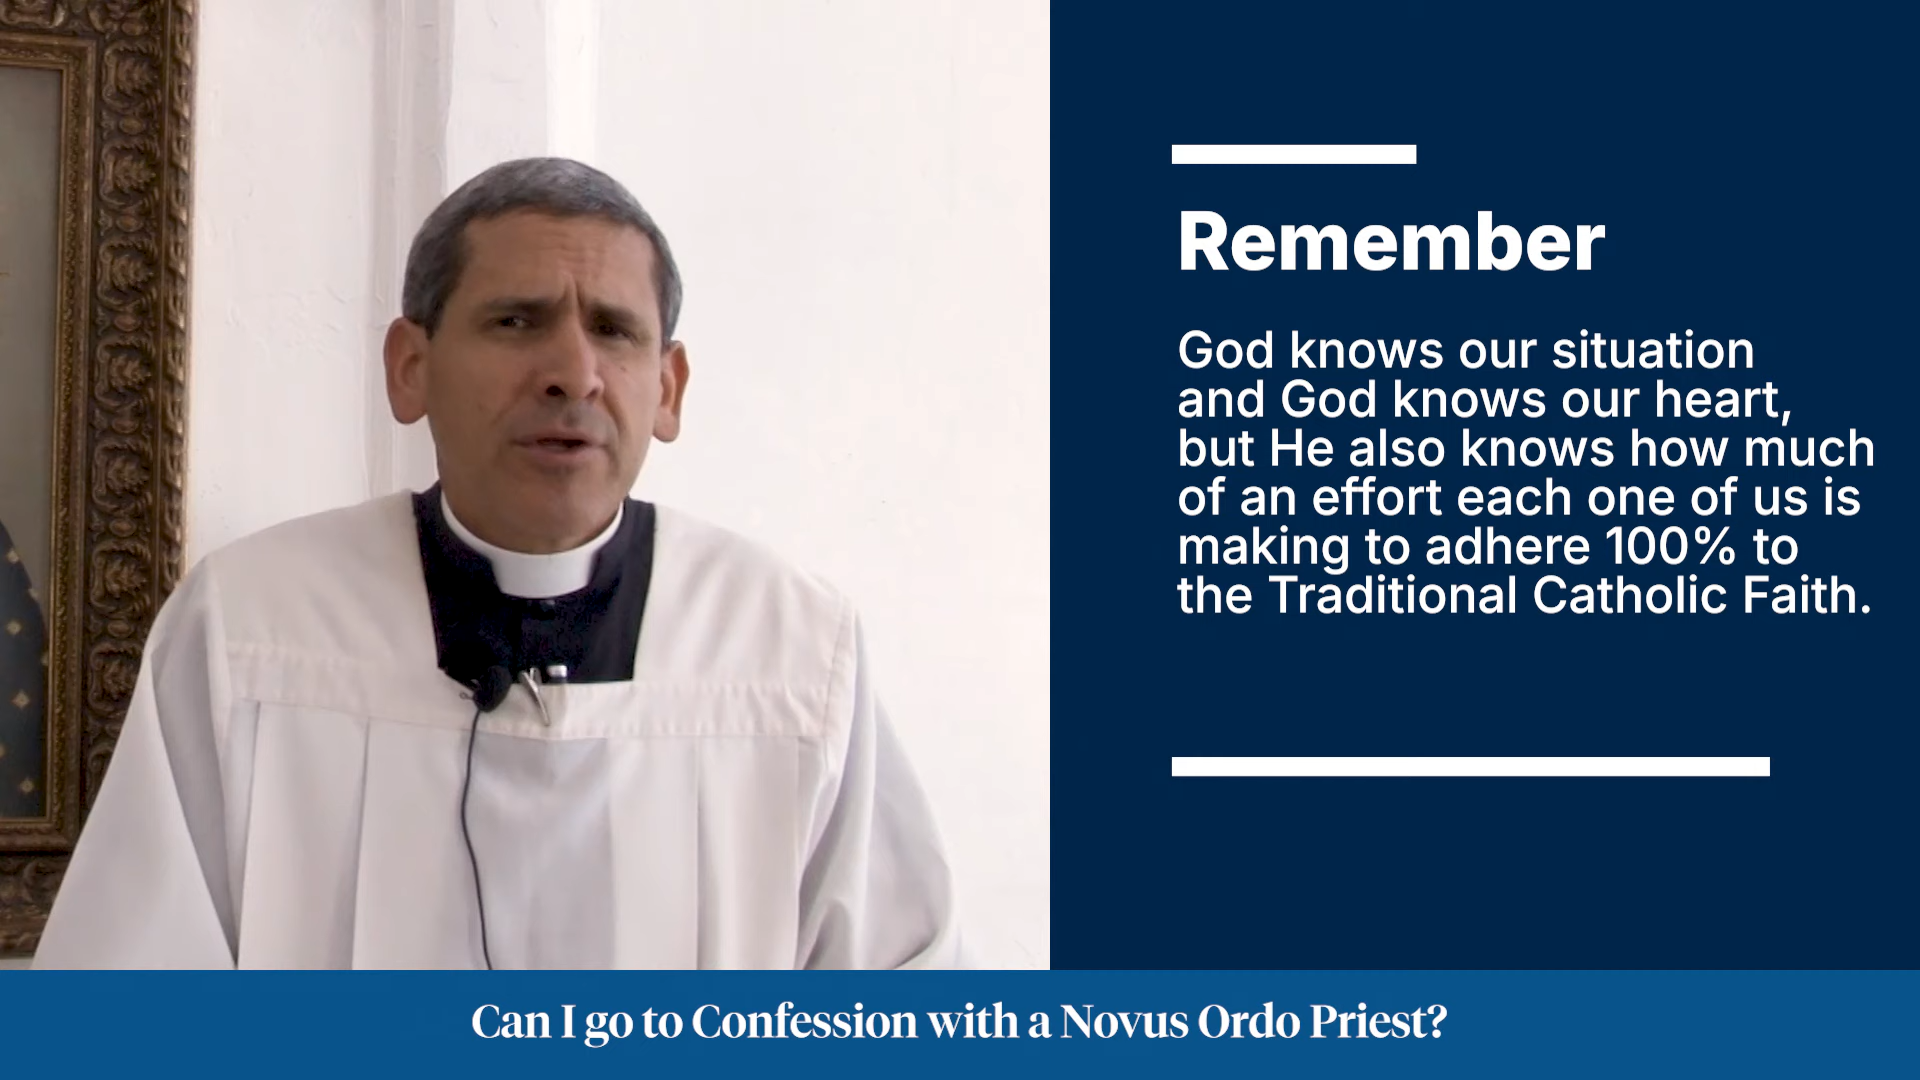 Remember
God knows our situation
and God knows our heart,
but He also knows how much
of an effort each one of us is
making to adhere 100% to
the Traditional Catholic Faith.
Can I go to Confession with a Novus Ordo Priest?